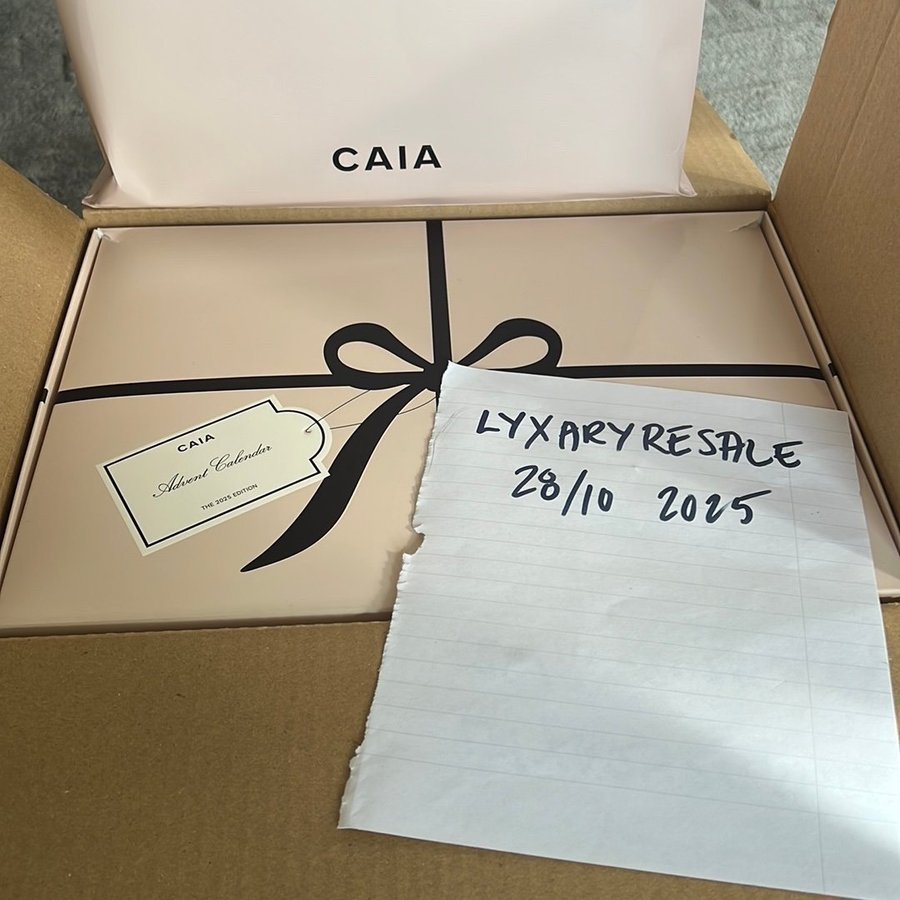 CAIA
CAIA
Advent Calendar
THE 2025 EDITION
LYXARYRESALE
28/10 2025